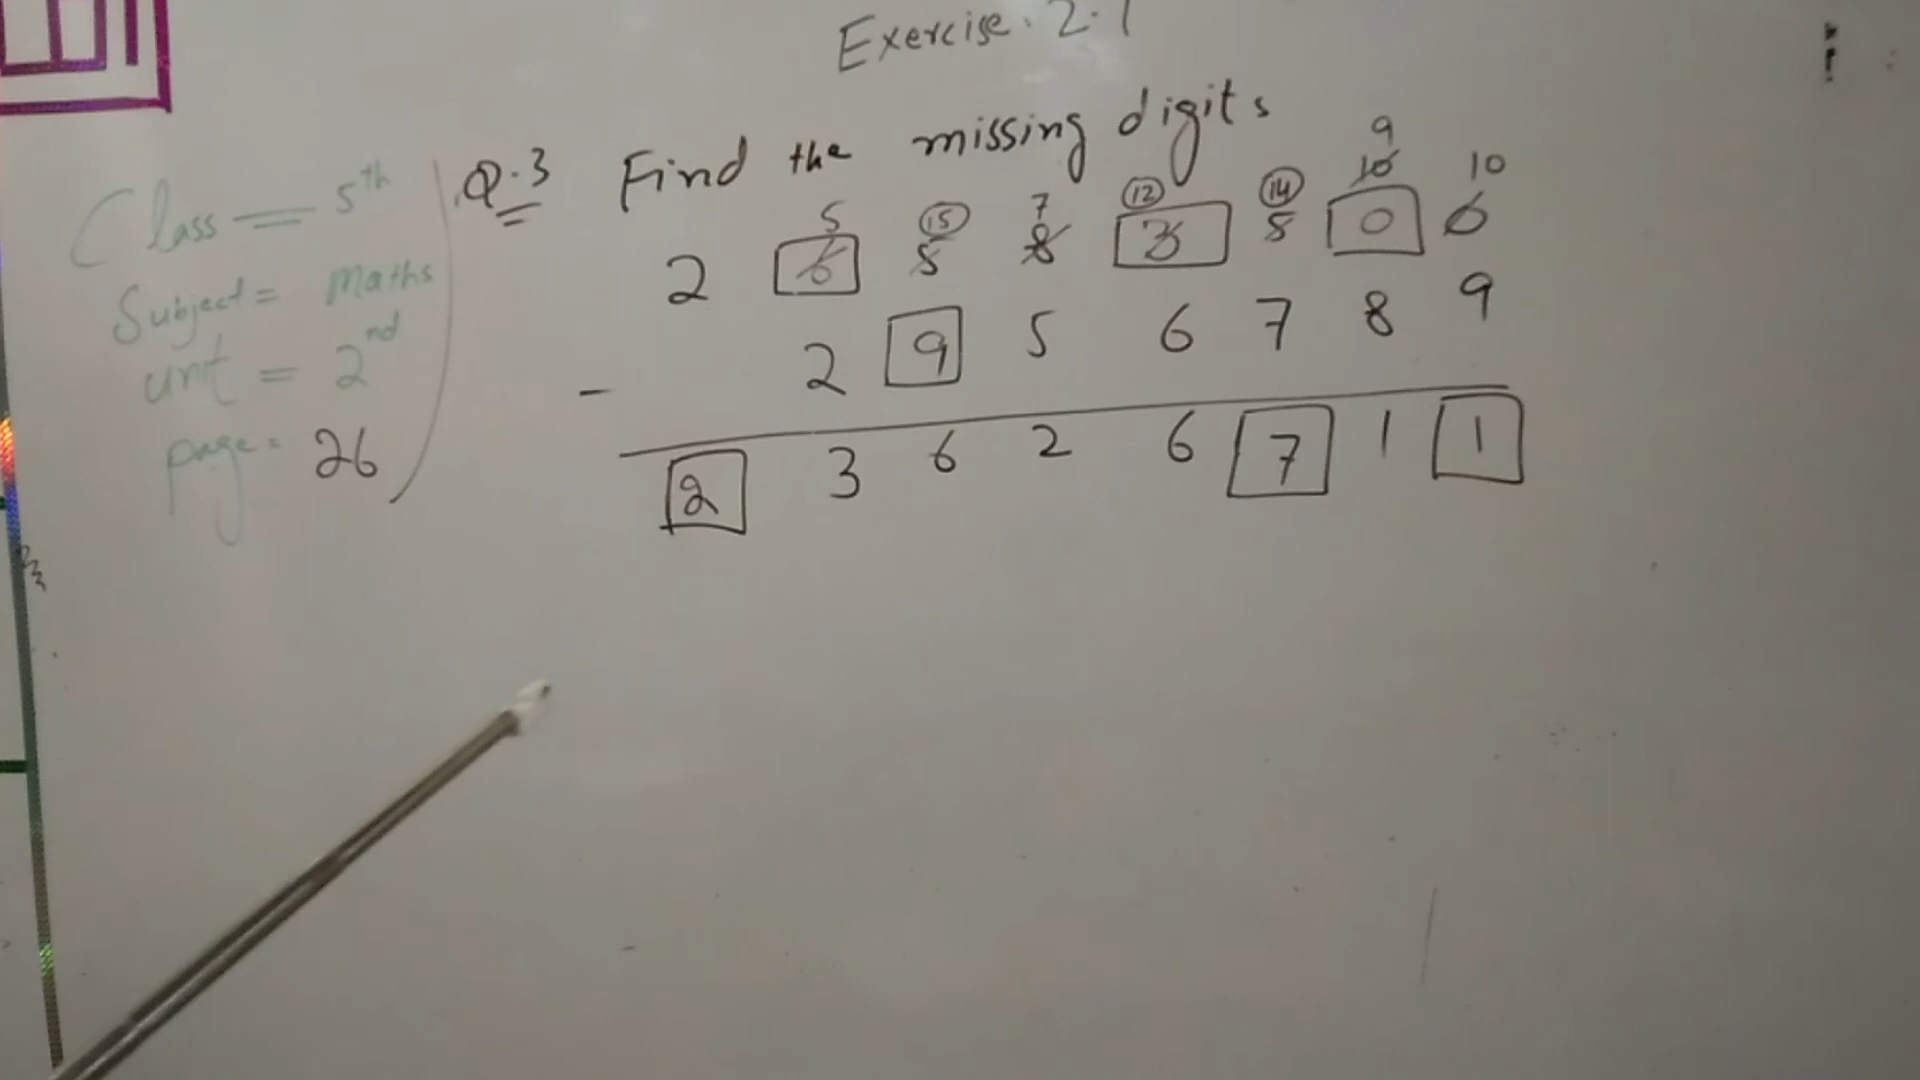 Exercise. 2.1
Q.3 Find the missing digits
Class = 5th
Subject = Maths
unit = 2nd
page = 26
5 15 7 12 14 9 10 10
2 6 5 8 3 5 0 0
- 2 9 5 6 7 8 9
2 3 6 2 6 7 1 1